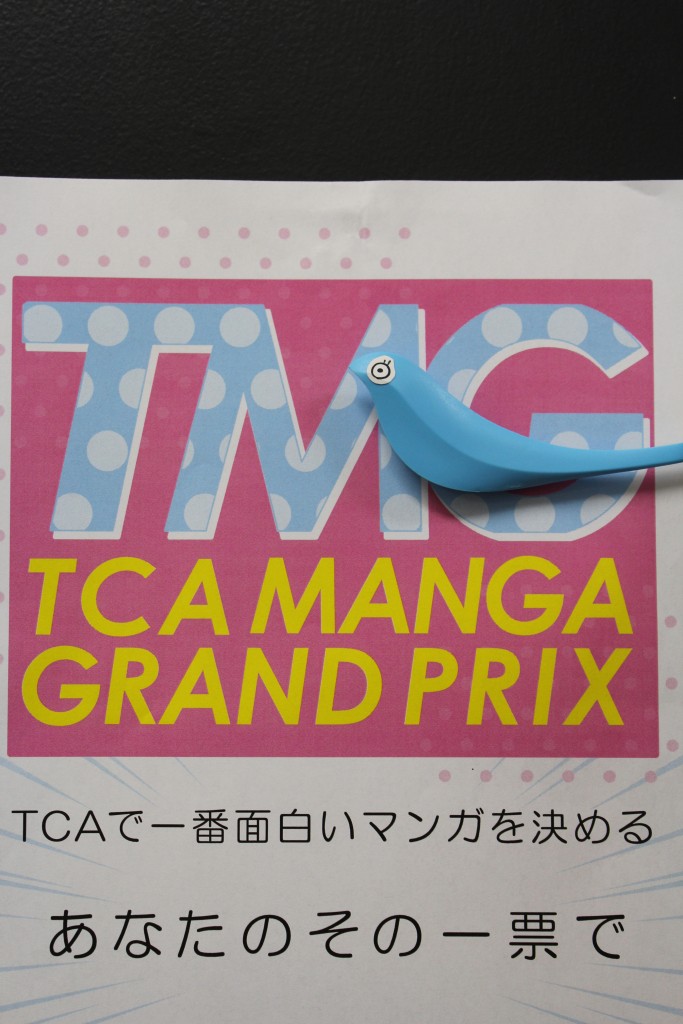 TMG
TCA MANGA
GRAND PRIX
TCAで一番面白いマンガを決める
あなたのその一票で